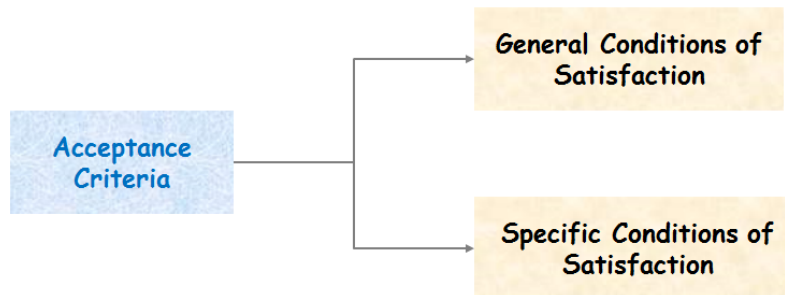 General Conditions of
Satisfaction
Acceptance
Criteria
Specific Conditions of
Satisfaction